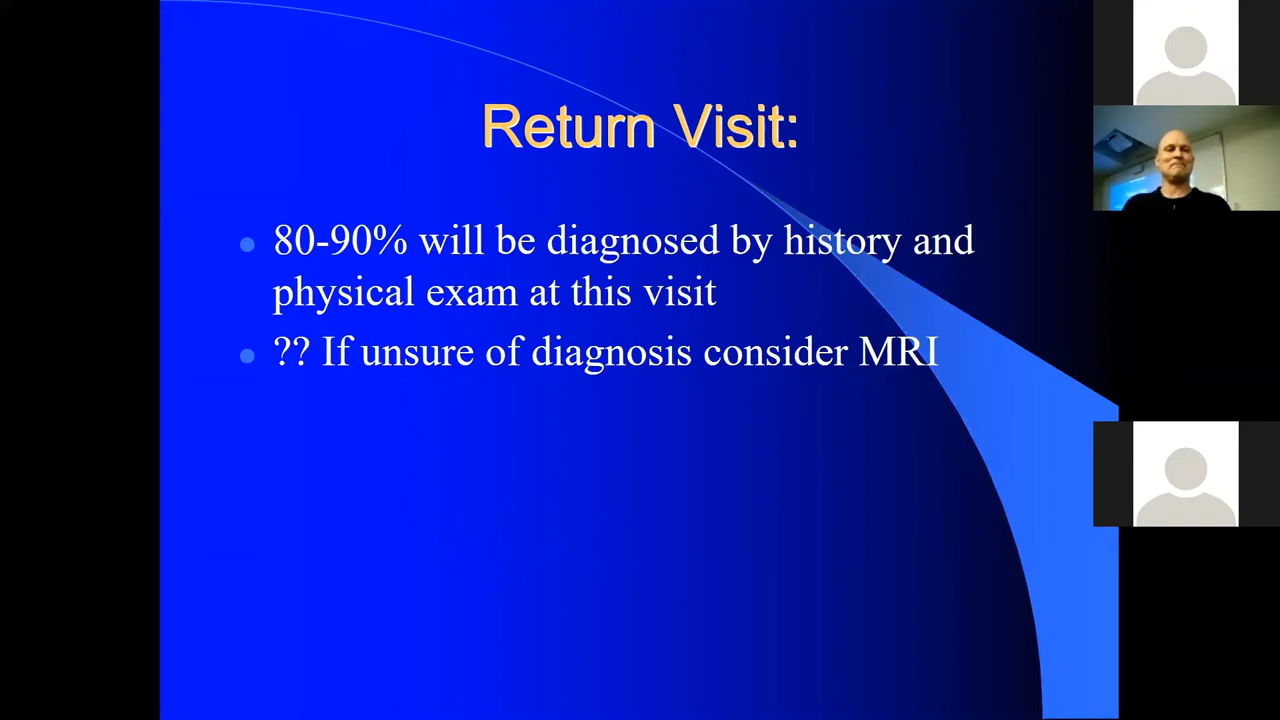 Return Visit:
80-90% will be diagnosed by history and
physical exam at this visit
?? If unsure of diagnosis consider MRI